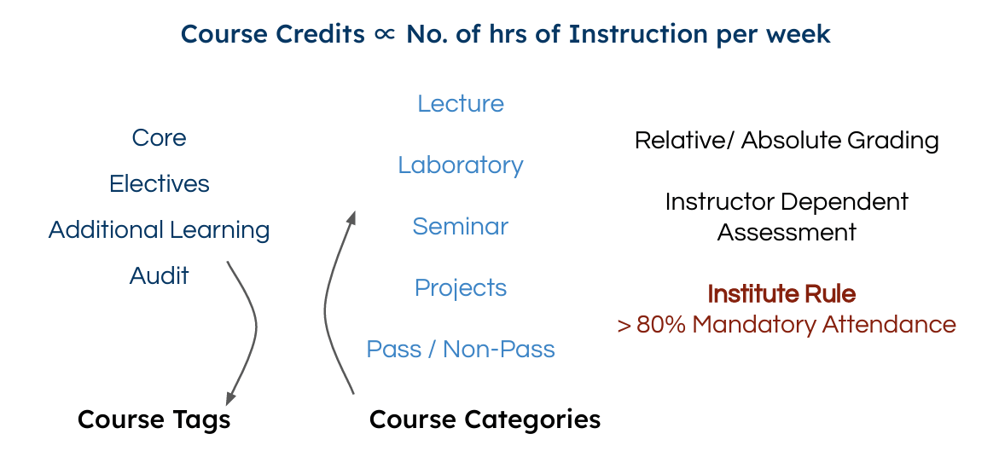 Course Credits ∝ No. of hrs of Instruction per week
Core
Electives
Additional Learning
Audit
Course Tags
Lecture
Laboratory
Seminar
Projects
Pass / Non-Pass
Course Categories
Relative/ Absolute Grading
Instructor Dependent
Assessment
Institute Rule
> 80% Mandatory Attendance